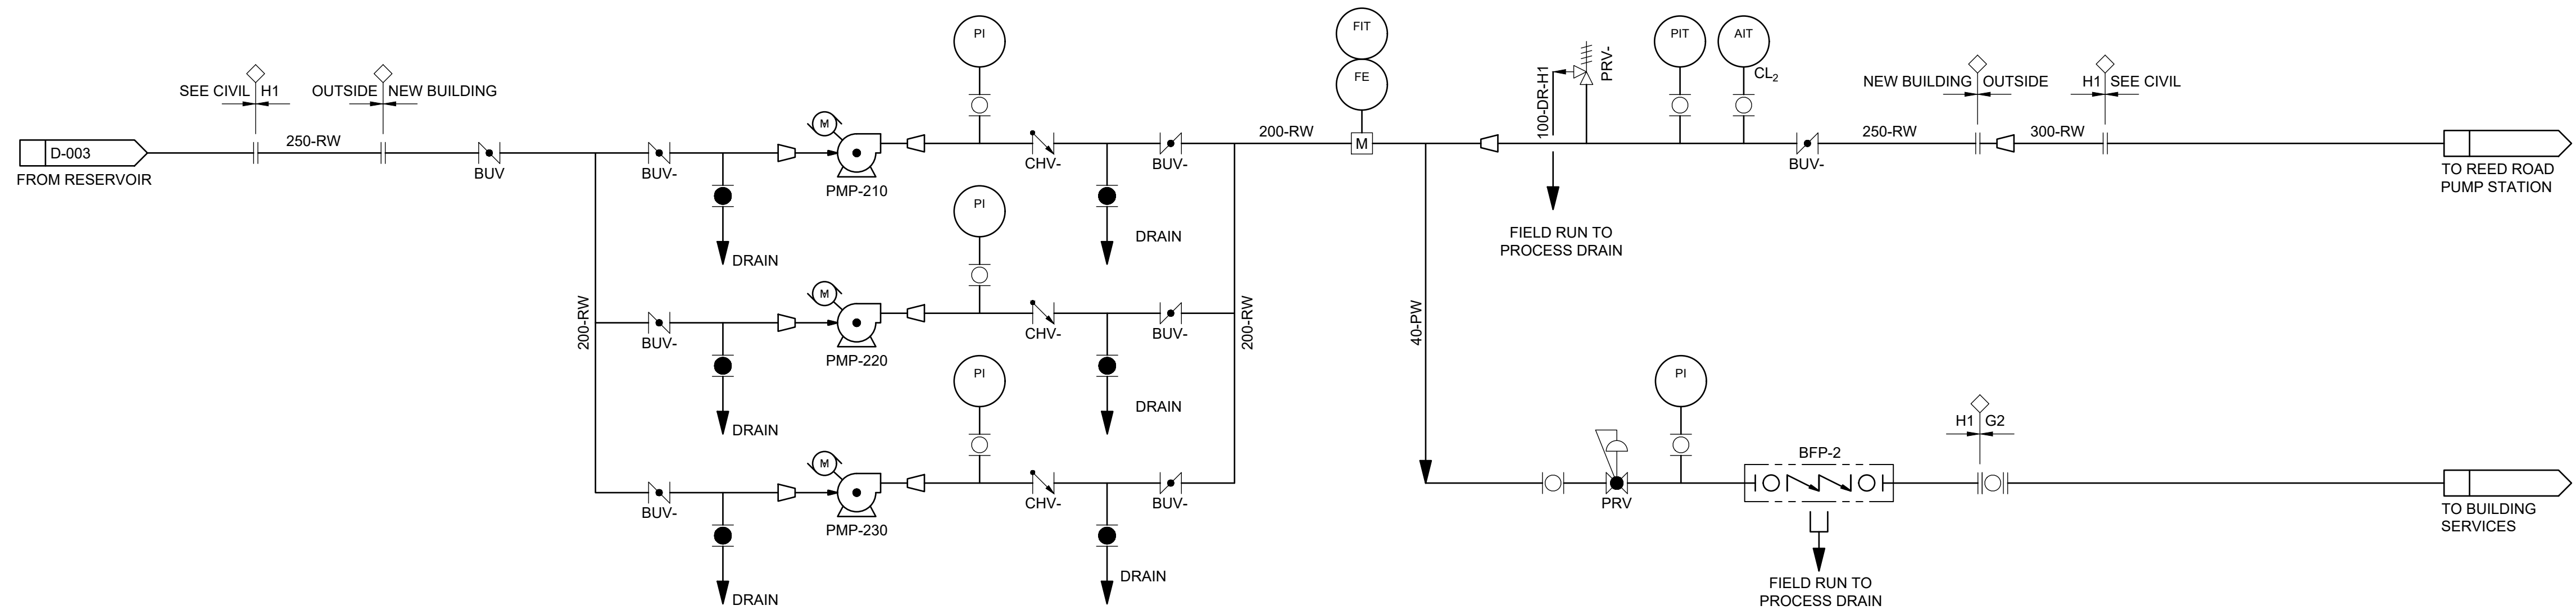 PI
FIT
FE
PRV-
PIT
AIT
CL2
100-DR-H1
SEE CIVIL H1
OUTSIDE NEW BUILDING
NEW BUILDING OUTSIDE
H1 SEE CIVIL
D-003
FROM RESERVOIR
250-RW
BUV
BUV-
M
PMP-210
CHV-
BUV-
200-RW
M
BUV-
250-RW
300-RW
TO REED ROAD
PUMP STATION
DRAIN
DRAIN
FIELD RUN TO
PROCESS DRAIN
PI
200-RW
BUV-
M
PMP-220
CHV-
BUV-
200-RW
40-PW
DRAIN
DRAIN
PI
BUV-
M
PMP-230
CHV-
BUV-
DRAIN
DRAIN
PI
PRV
BFP-2
H1 G2
TO BUILDING
SERVICES
FIELD RUN TO
PROCESS DRAIN